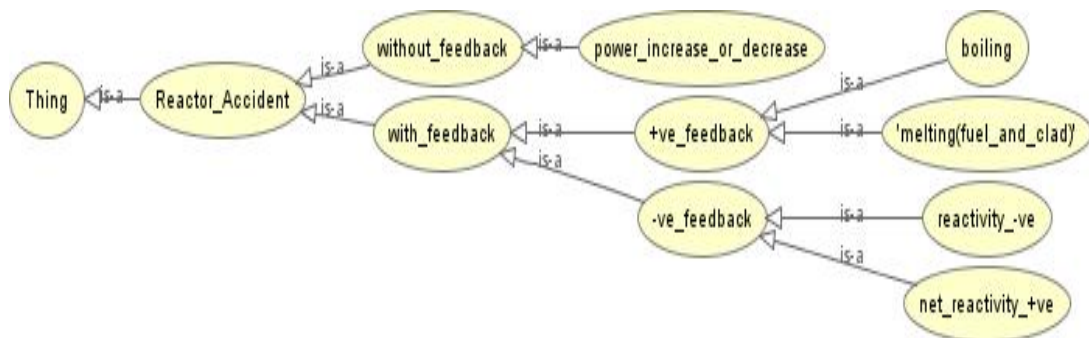 Thing
is-a
Reactor_Accident
is-a
without_feedback
is-a
power_increase_or_decrease
is-a
with_feedback
is-a
+ve_feedback
is-a
boiling
is-a
'melting(fuel_and_clad)'
is-a
-ve_feedback
is-a
reactivity_-ve
is-a
net_reactivity_+ve